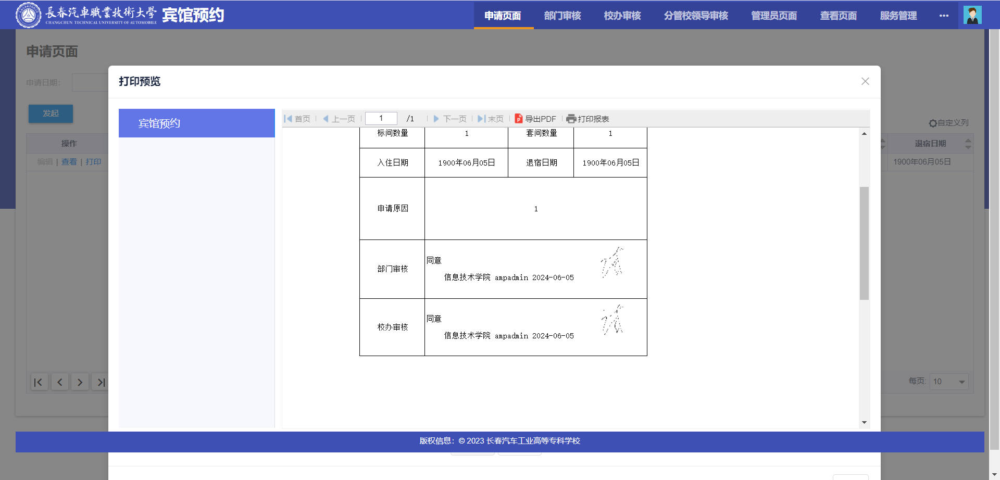 長春汽車職業技術大學
CHANGCHUN TECHNICAL UNIVERSITY OF AUTOMOBILE
宾馆预约
申请页面 部门审核 校办审核 分管校领导审核 管理员页面 查看页面 服务管理 ···
申请页面
申请日期：
发起
自定义列
操作
退宿日期
编辑 | 查看 | 打印
1900年06月05日
每页: 10
打印预览
宾馆预约
首页 上一页 1 /1 下一页 末页 导出PDF 打印报表
标间数量 1 套间数量 1
入住日期 1900年06月05日 退宿日期 1900年06月05日
申请原因 1
部门审核
同意
信息技术学院 ampadmin 2024-06-05
校办审核
同意
信息技术学院 ampadmin 2024-06-05
版权信息：© 2023 长春汽车工业高等专科学校